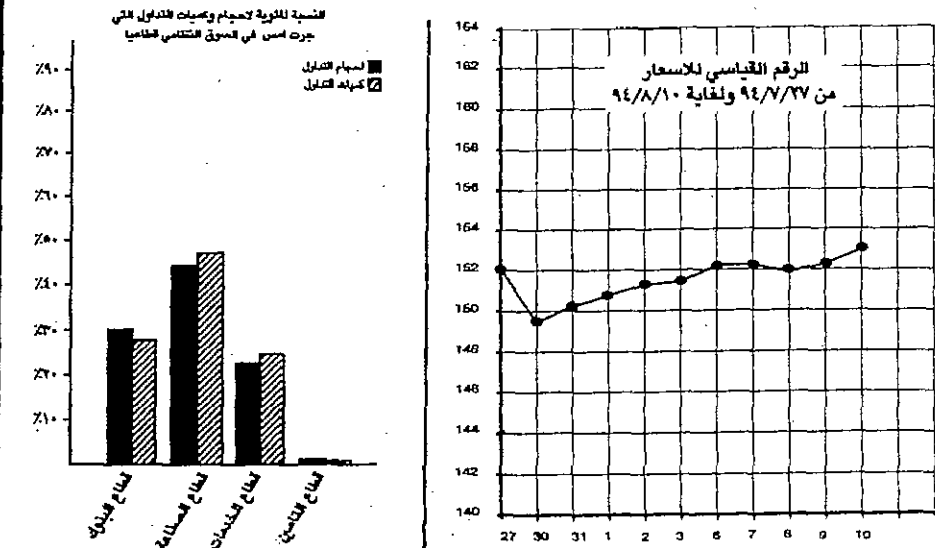 النسبة المئوية لاحجام وكميات التداول التي
جرت امس في السوق النظامي قطاعيا
احجام التداول
كميات التداول
٪٩٠
٪٨٠
٪٧٠
٪٦٠
٪٥٠
٪٤٠
٪٣٠
٪٢٠
٪١٠
قطاع البنوك
قطاع الصناعة
قطاع الخدمات
قطاع التامين
الرقم القياسي للاسعار
من ٩٤/٧/٢٧ ولغاية ٩٤/٨/١٠
164
162
160
158
156
154
152
150
148
146
144
142
140
27 30 31 1 2 3 6 7 8 9 10